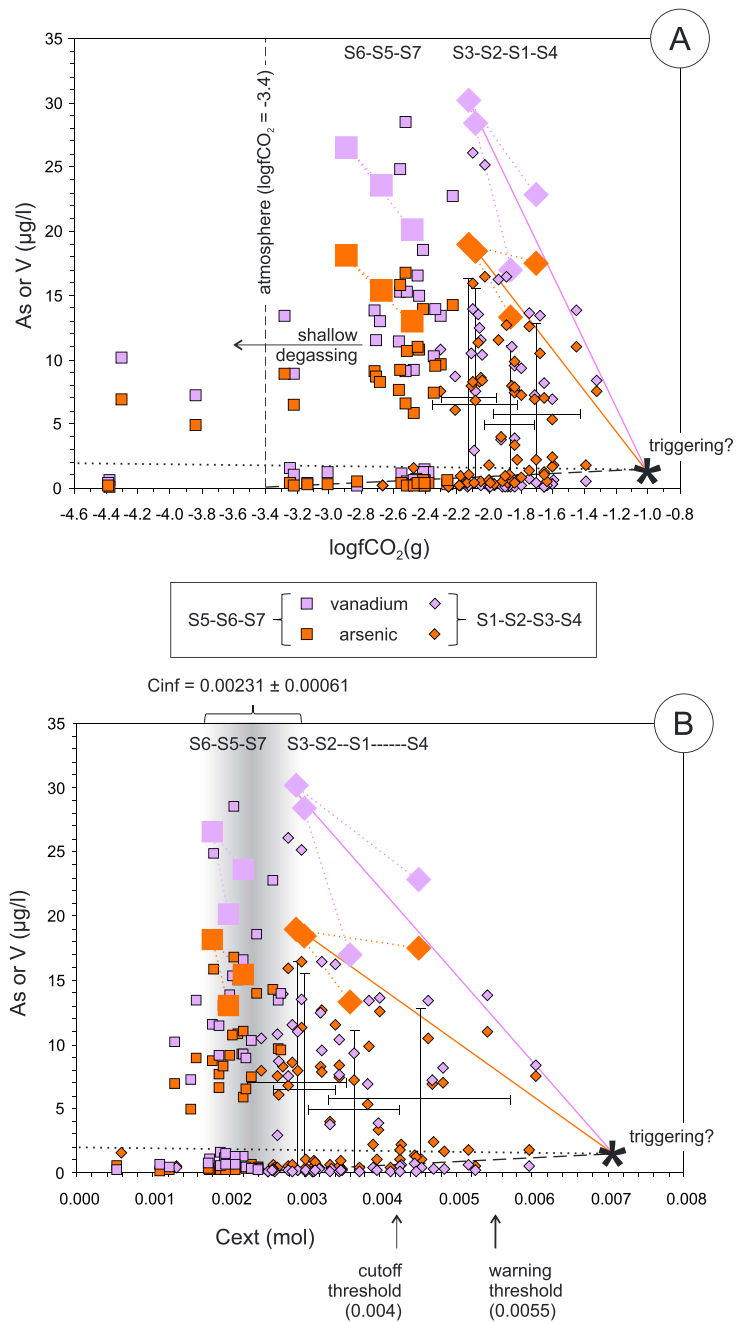 A
35
30
25
20
15
10
5
0
As or V (µg/l)
S6-S5-S7
S3-S2-S1-S4
atmosphere (logfCO2 = -3.4)
shallow
degassing
triggering?
-4.6 -4.4 -4.2 -4.0 -3.8 -3.6 -3.4 -3.2 -3.0 -2.8 -2.6 -2.4 -2.2 -2.0 -1.8 -1.6 -1.4 -1.2 -1.0 -0.8
logfCO2(g)
S5-S6-S7
vanadium
arsenic
S1-S2-S3-S4
Cinf = 0.00231 ± 0.00061
B
35
30
25
20
15
10
5
0
As or V (µg/l)
S6-S5-S7
S3-S2--S1------S4
triggering?
0.000 0.001 0.002 0.003 0.004 0.005 0.006 0.007 0.008
Cext (mol)
cutoff
threshold
(0.004)
warning
threshold
(0.0055)